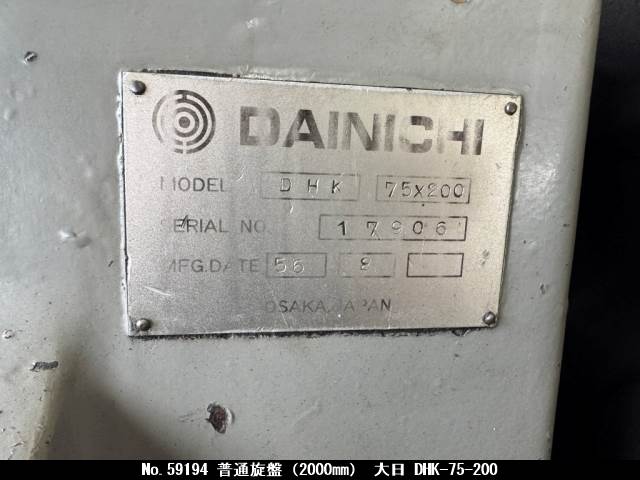 DAINICHI
MODEL DHK 75x200
SERIAL NO 17906
MFG.DATE 56 8
OSAKA, JAPAN
No.59194 普通旋盤 (2000mm) 大日 DHK-75-200